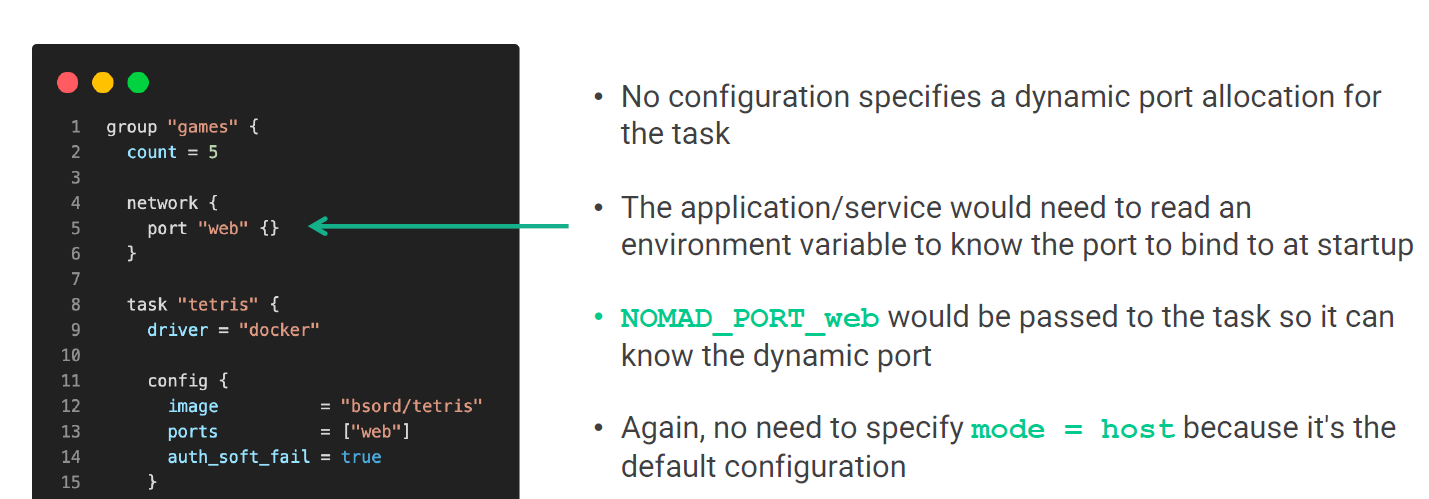 1 group "games" {
2 count = 5
3
4 network {
5 port "web" {}
6 }
7
8 task "tetris" {
9 driver = "docker"
10
11 config {
12 image = "bsord/tetris"
13 ports = ["web"]
14 auth_soft_fail = true
15 }
• No configuration specifies a dynamic port allocation for
the task
• The application/service would need to read an
environment variable to know the port to bind to at startup
• NOMAD_PORT_web would be passed to the task so it can
know the dynamic port
• Again, no need to specify mode = host because it's the
default configuration